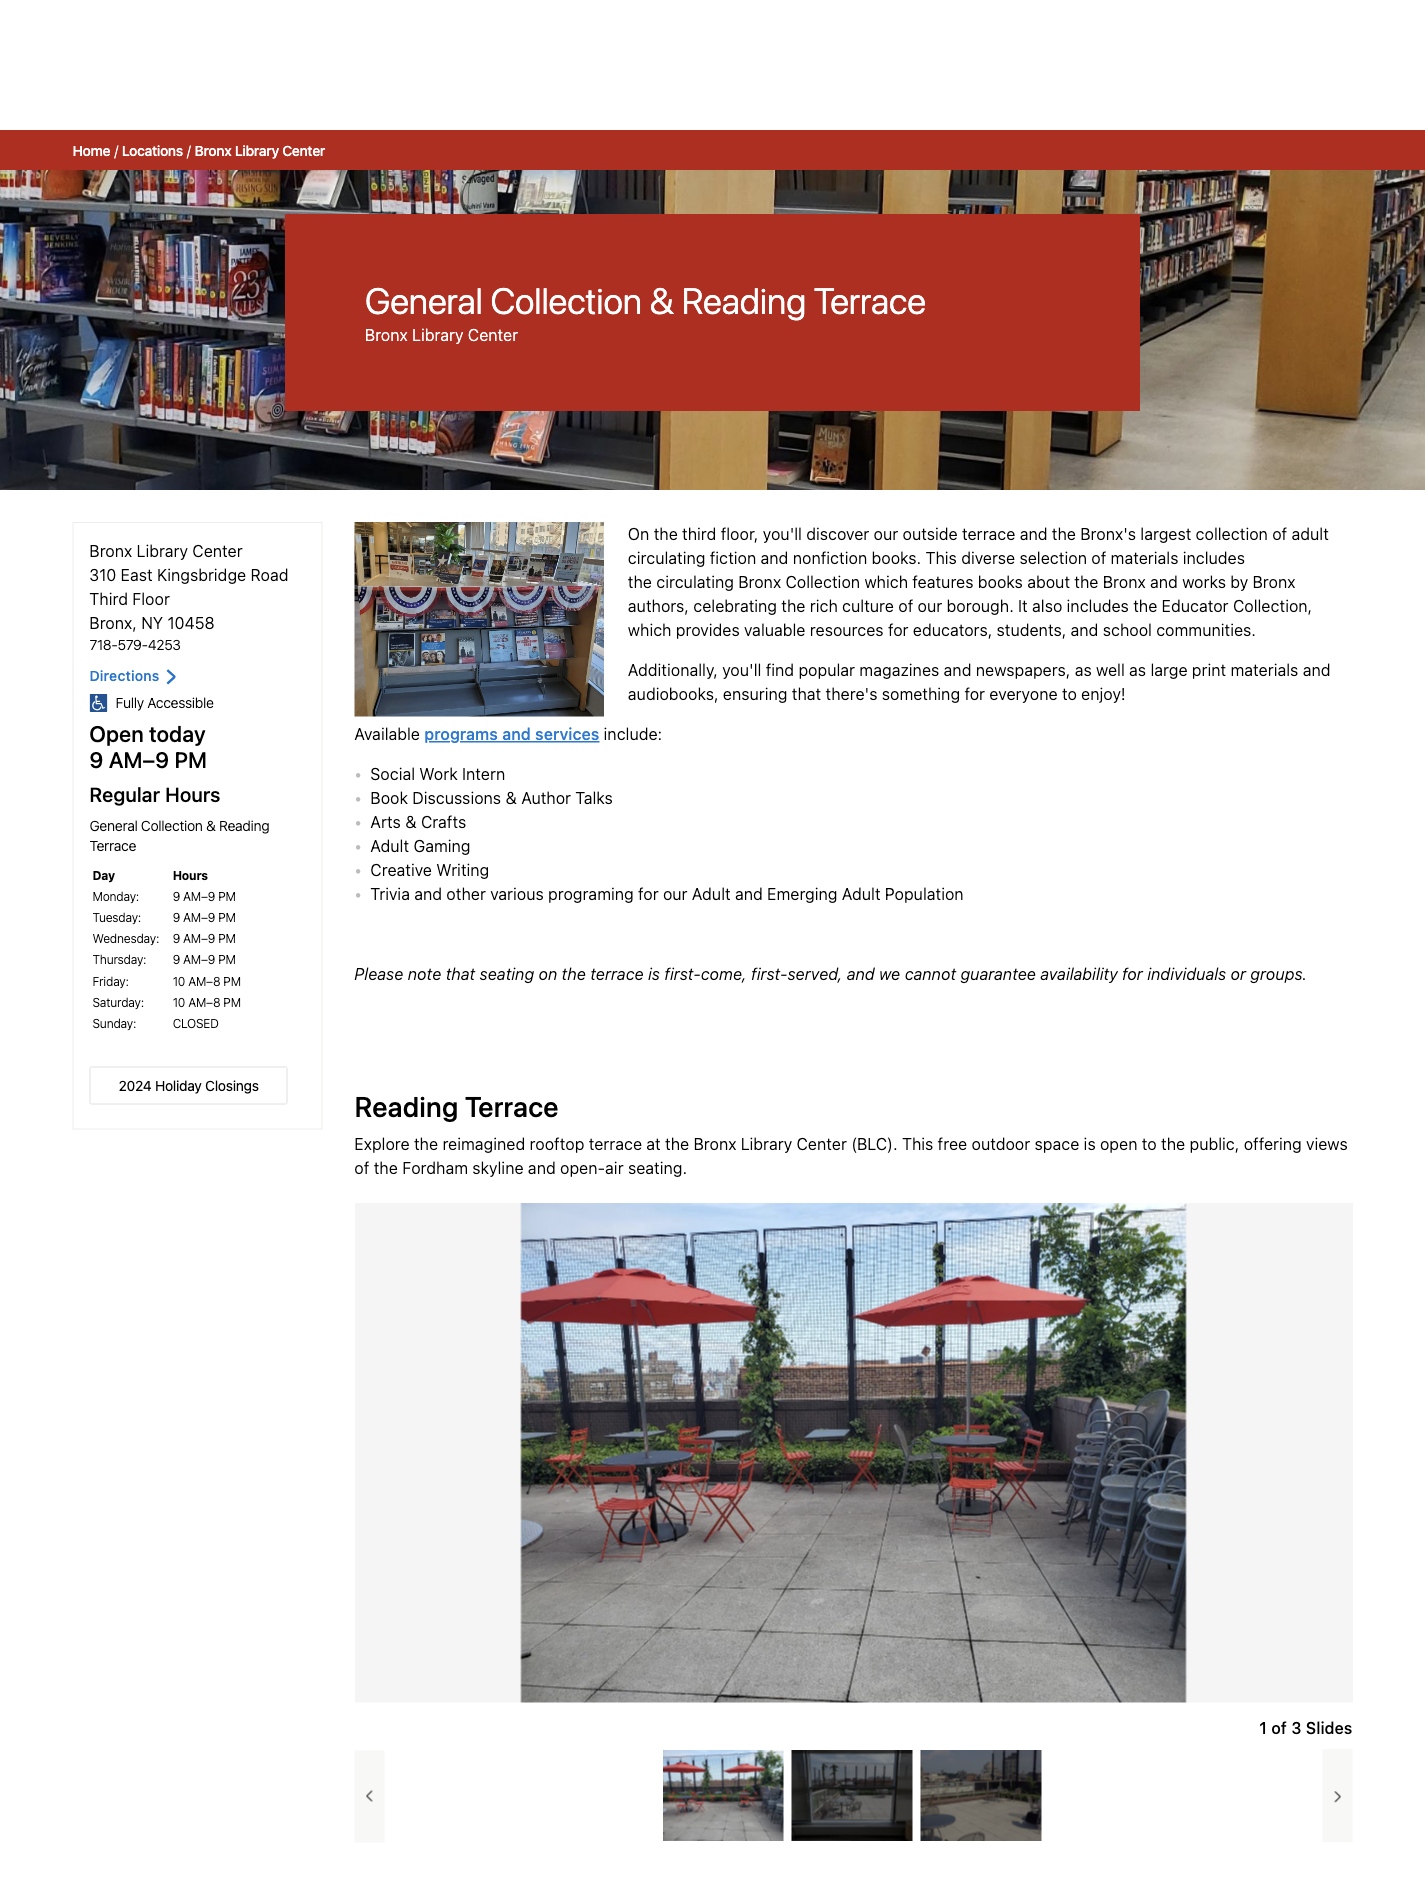 Home / Locations / Bronx Library Center
RISING SUN
Salvaged
BEVERLY
JENKINS
23
General Collection & Reading Terrace
Bronx Library Center
MUM'S
Bronx Library Center
310 East Kingsbridge Road
Third Floor
Bronx, NY 10458
718-579-4253
Directions
Fully Accessible
Open today
9 AM–9 PM
Regular Hours
General Collection & Reading
Terrace
Day Hours
Monday: 9 AM–9 PM
Tuesday: 9 AM–9 PM
Wednesday: 9 AM–9 PM
Thursday: 9 AM–9 PM
Friday: 10 AM–8 PM
Saturday: 10 AM–8 PM
Sunday: CLOSED
2024 Holiday Closings
On the third floor, you'll discover our outside terrace and the Bronx's largest collection of adult
circulating fiction and nonfiction books. This diverse selection of materials includes
the circulating Bronx Collection which features books about the Bronx and works by Bronx
authors, celebrating the rich culture of our borough. It also includes the Educator Collection,
which provides valuable resources for educators, students, and school communities.
Additionally, you'll find popular magazines and newspapers, as well as large print materials and
audiobooks, ensuring that there's something for everyone to enjoy!
Available programs and services include:
• Social Work Intern
• Book Discussions & Author Talks
• Arts & Crafts
• Adult Gaming
• Creative Writing
• Trivia and other various programing for our Adult and Emerging Adult Population
Please note that seating on the terrace is first-come, first-served, and we cannot guarantee availability for individuals or groups.
Reading Terrace
Explore the reimagined rooftop terrace at the Bronx Library Center (BLC). This free outdoor space is open to the public, offering views
of the Fordham skyline and open-air seating.
1 of 3 Slides